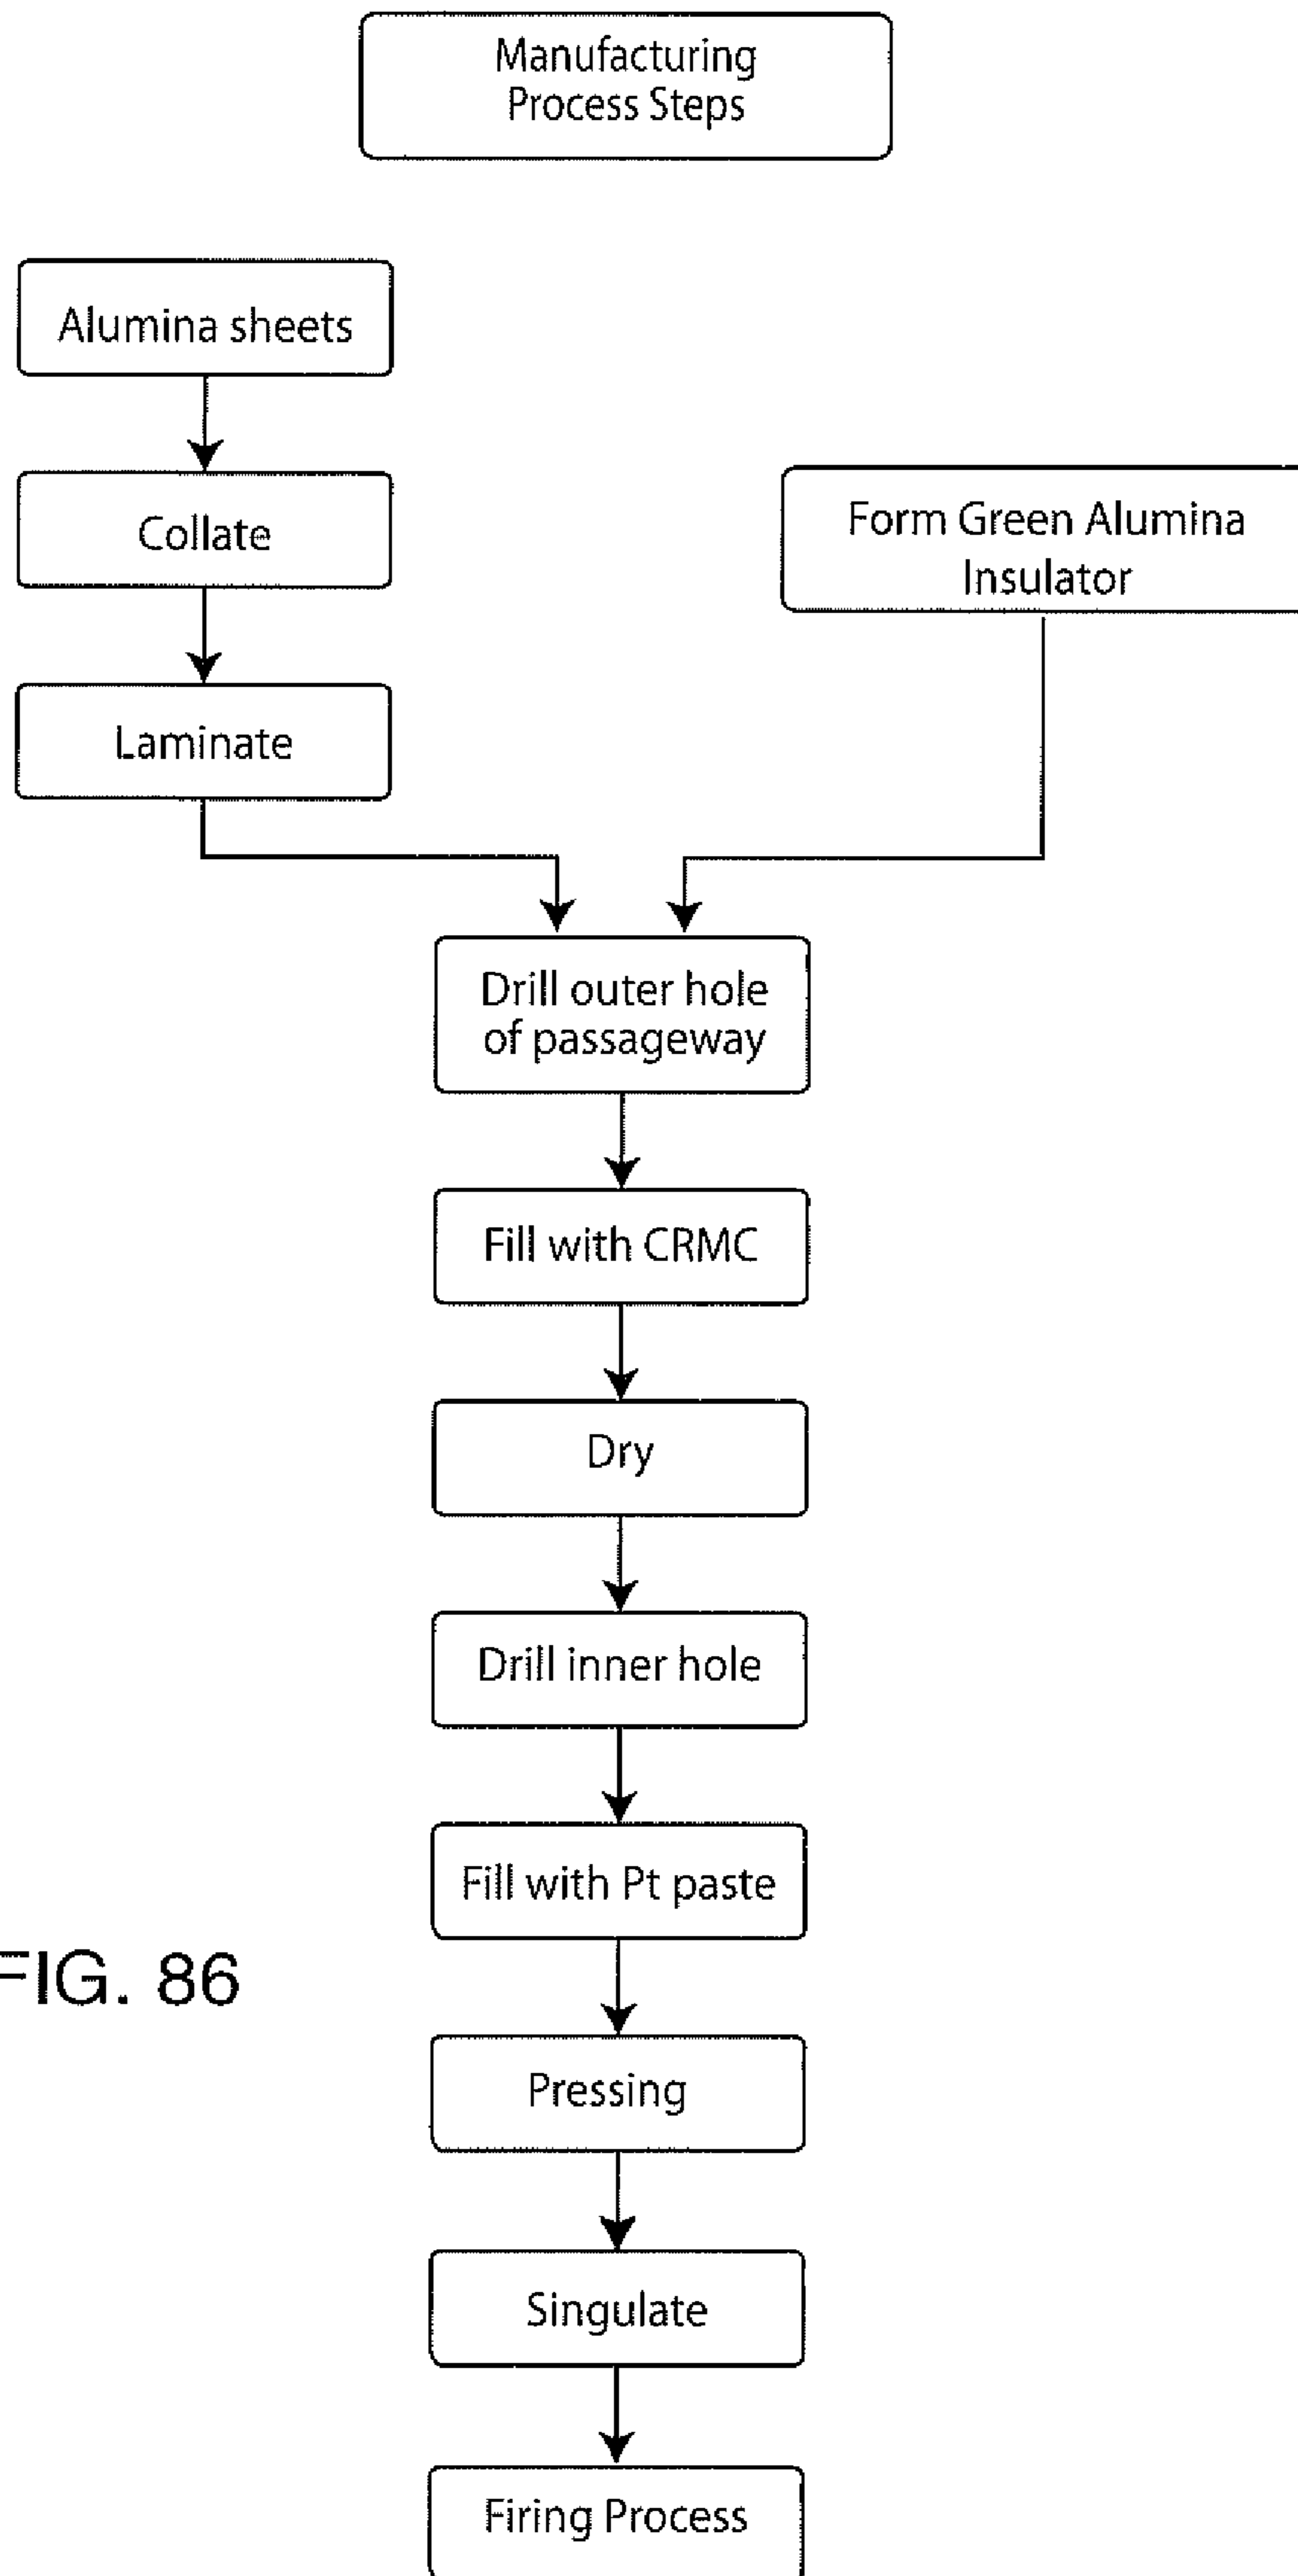 Manufacturing
Process Steps
Alumina sheets
Collate
Form Green Alumina
Insulator
Laminate
Drill outer hole
of passageway
Fill with CRMC
Dry
Drill inner hole
Fill with Pt paste
FIG. 86
Pressing
Singulate
Firing Process